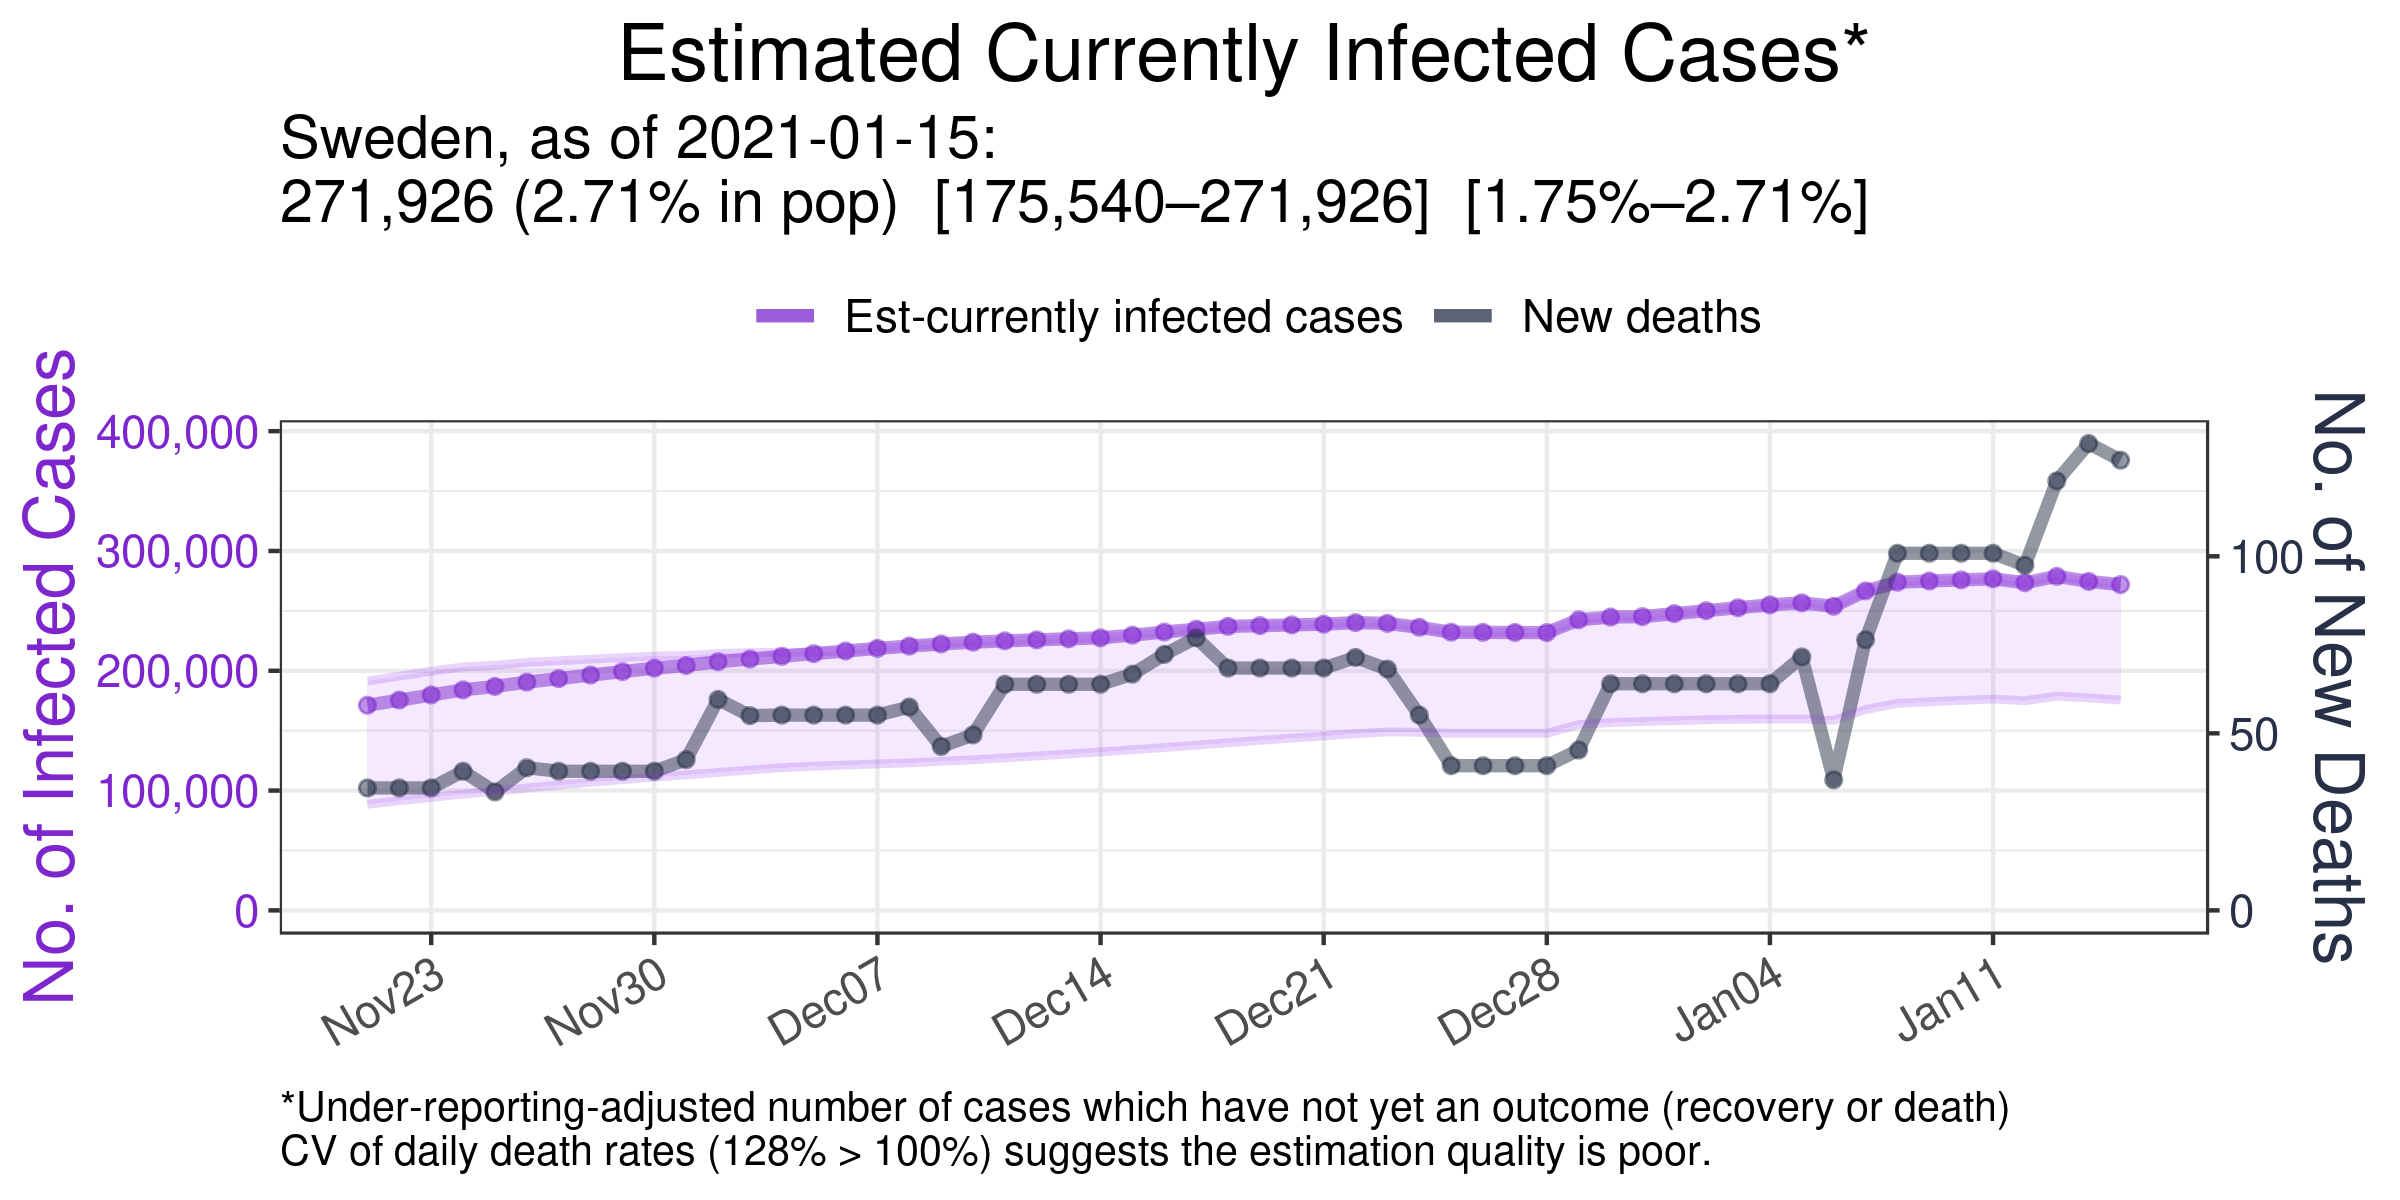 Estimated Currently Infected Cases*
Sweden, as of 2021-01-15:
271,926 (2.71% in pop)  [175,540–271,926]  [1.75%–2.71%]
Est-currently infected cases
New deaths
No. of Infected Cases
400,000
300,000
200,000
100,000
0
100
50
0
No. of New Deaths
Nov23
Nov30
Dec07
Dec14
Dec21
Dec28
Jan04
Jan11
*Under-reporting-adjusted number of cases which have not yet an outcome (recovery or death)
CV of daily death rates (128% > 100%) suggests the estimation quality is poor.